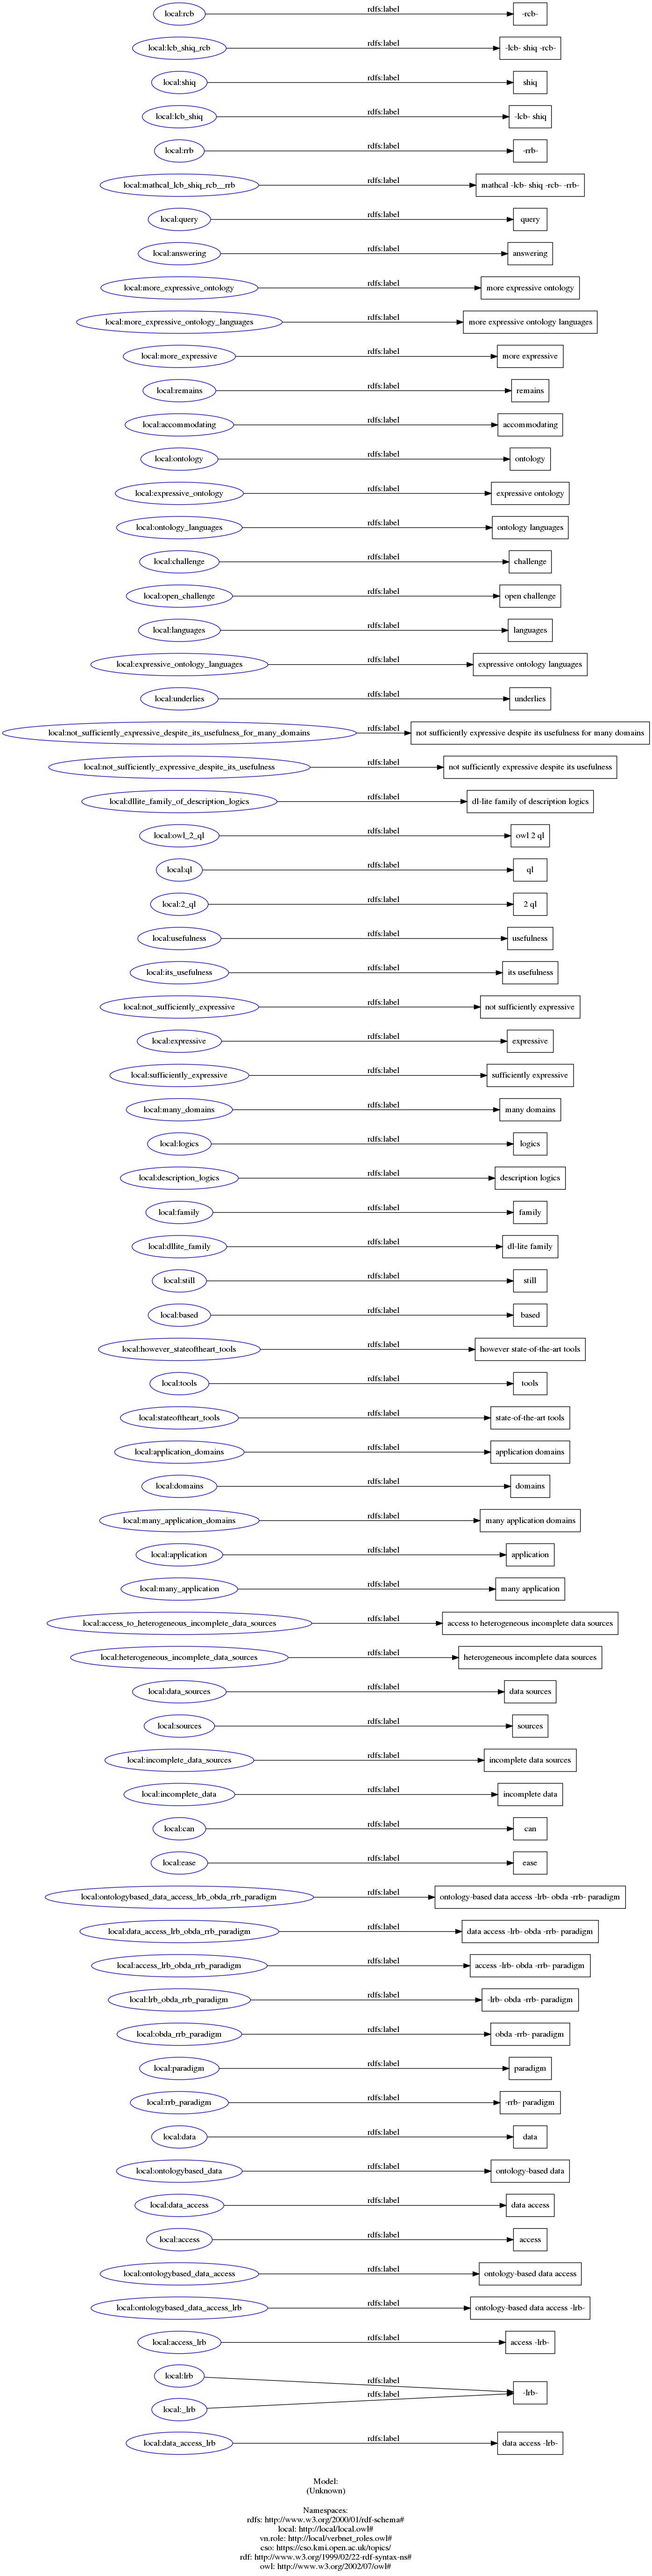 local:rcb rdfs:label -rcb-
local:lcb_shiq_rcb rdfs:label -lcb- shiq -rcb-
local:shiq rdfs:label shiq
local:lcb_shiq rdfs:label -lcb- shiq
local:rrb rdfs:label -rrb-
local:mathcal_lcb_shiq_rcb__rrb rdfs:label mathcal -lcb- shiq -rcb- -rrb-
local:query rdfs:label query
local:answering rdfs:label answering
local:more_expressive_ontology rdfs:label more expressive ontology
local:more_expressive_ontology_languages rdfs:label more expressive ontology languages
local:more_expressive rdfs:label more expressive
local:remains rdfs:label remains
local:accommodating rdfs:label accommodating
local:ontology rdfs:label ontology
local:expressive_ontology rdfs:label expressive ontology
local:ontology_languages rdfs:label ontology languages
local:challenge rdfs:label challenge
local:open_challenge rdfs:label open challenge
local:languages rdfs:label languages
local:expressive_ontology_languages rdfs:label expressive ontology languages
local:underlies rdfs:label underlies
local:not_sufficiently_expressive_despite_its_usefulness_for_many_domains rdfs:label not sufficiently expressive despite its usefulness for many domains
local:not_sufficiently_expressive_despite_its_usefulness rdfs:label not sufficiently expressive despite its usefulness
local:dllite_family_of_description_logics rdfs:label dl-lite family of description logics
local:owl_2_ql rdfs:label owl 2 ql
local:ql rdfs:label ql
local:2_ql rdfs:label 2 ql
local:usefulness rdfs:label usefulness
local:its_usefulness rdfs:label its usefulness
local:not_sufficiently_expressive rdfs:label not sufficiently expressive
local:expressive rdfs:label expressive
local:sufficiently_expressive rdfs:label sufficiently expressive
local:many_domains rdfs:label many domains
local:logics rdfs:label logics
local:description_logics rdfs:label description logics
local:family rdfs:label family
local:dllite_family rdfs:label dl-lite family
local:still rdfs:label still
local:based rdfs:label based
local:however_stateoftheart_tools rdfs:label however state-of-the-art tools
local:tools rdfs:label tools
local:stateoftheart_tools rdfs:label state-of-the-art tools
local:application_domains rdfs:label application domains
local:domains rdfs:label domains
local:many_application_domains rdfs:label many application domains
local:application rdfs:label application
local:many_application rdfs:label many application
local:access_to_heterogeneous_incomplete_data_sources rdfs:label access to heterogeneous incomplete data sources
local:heterogeneous_incomplete_data_sources rdfs:label heterogeneous incomplete data sources
local:data_sources rdfs:label data sources
local:sources rdfs:label sources
local:incomplete_data_sources rdfs:label incomplete data sources
local:incomplete_data rdfs:label incomplete data
local:can rdfs:label can
local:ease rdfs:label ease
local:ontologybased_data_access_lrb_obda_rrb_paradigm rdfs:label ontology-based data access -lrb- obda -rrb- paradigm
local:data_access_lrb_obda_rrb_paradigm rdfs:label data access -lrb- obda -rrb- paradigm
local:access_lrb_obda_rrb_paradigm rdfs:label access -lrb- obda -rrb- paradigm
local:lrb_obda_rrb_paradigm rdfs:label -lrb- obda -rrb- paradigm
local:obda_rrb_paradigm rdfs:label obda -rrb- paradigm
local:paradigm rdfs:label paradigm
local:rrb_paradigm rdfs:label -rrb- paradigm
local:data rdfs:label data
local:ontologybased_data rdfs:label ontology-based data
local:data_access rdfs:label data access
local:access rdfs:label access
local:ontologybased_data_access rdfs:label ontology-based data access
local:ontologybased_data_access_lrb rdfs:label ontology-based data access -lrb-
local:access_lrb rdfs:label access -lrb-
local:lrb rdfs:label -lrb-
local:_lrb rdfs:label
local:data_access_lrb rdfs:label data access -lrb-
Model:
(Unknown)
Namespaces:
rdfs: http://www.w3.org/2000/01/rdf-schema#
local: http://local/local.owl#
vn.role: http://local/verbnet_roles.owl#
cso: https://cso.kmi.open.ac.uk/topics/
rdf: http://www.w3.org/1999/02/22-rdf-syntax-ns#
owl: http://www.w3.org/2002/07/owl#